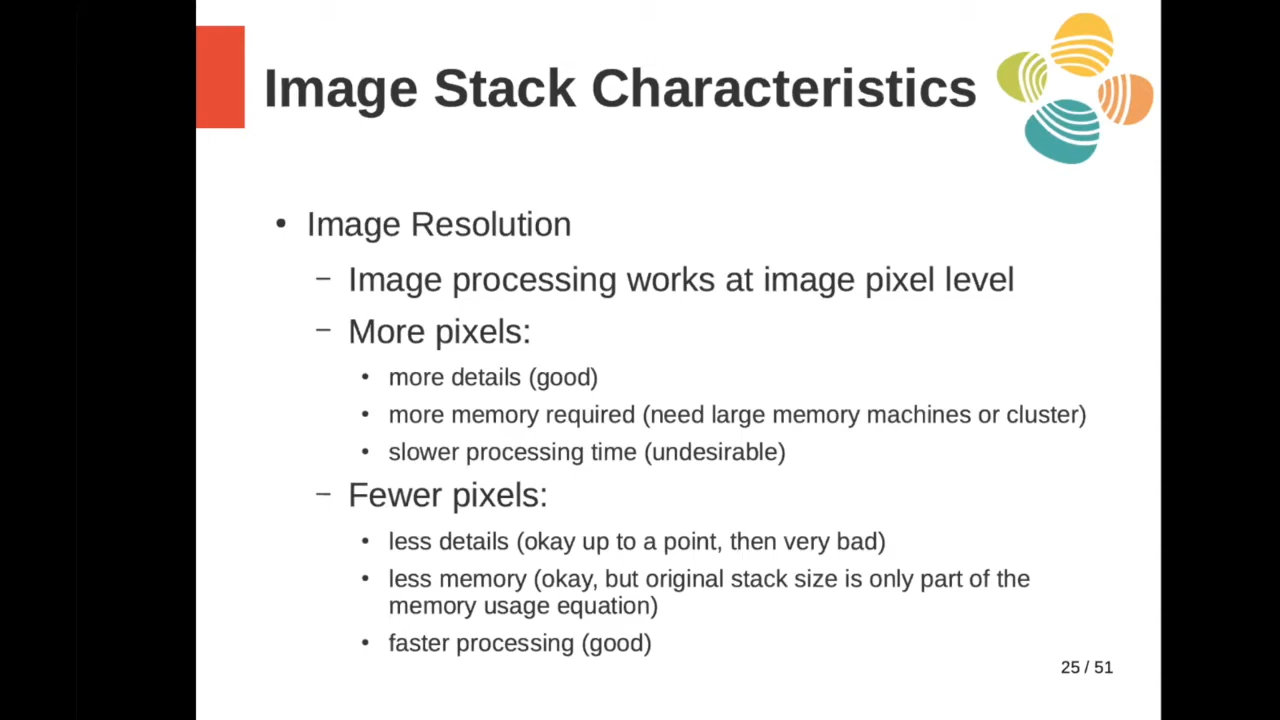 Image Stack Characteristics
• Image Resolution
– Image processing works at image pixel level
– More pixels:
• more details (good)
• more memory required (need large memory machines or cluster)
• slower processing time (undesirable)
– Fewer pixels:
• less details (okay up to a point, then very bad)
• less memory (okay, but original stack size is only part of the
memory usage equation)
• faster processing (good)
25 / 51